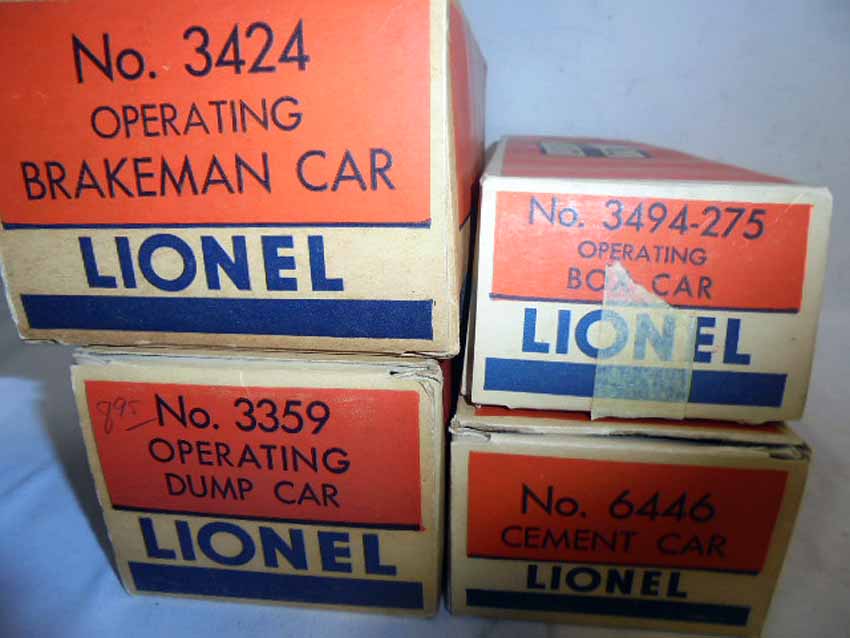 No. 3424
OPERATING
BRAKEMAN CAR
LIONEL
No. 3494-275
OPERATING
BOX CAR
LIONEL
895
No. 3359
OPERATING
DUMP CAR
LIONEL
No. 6446
CEMENT CAR
LIONEL